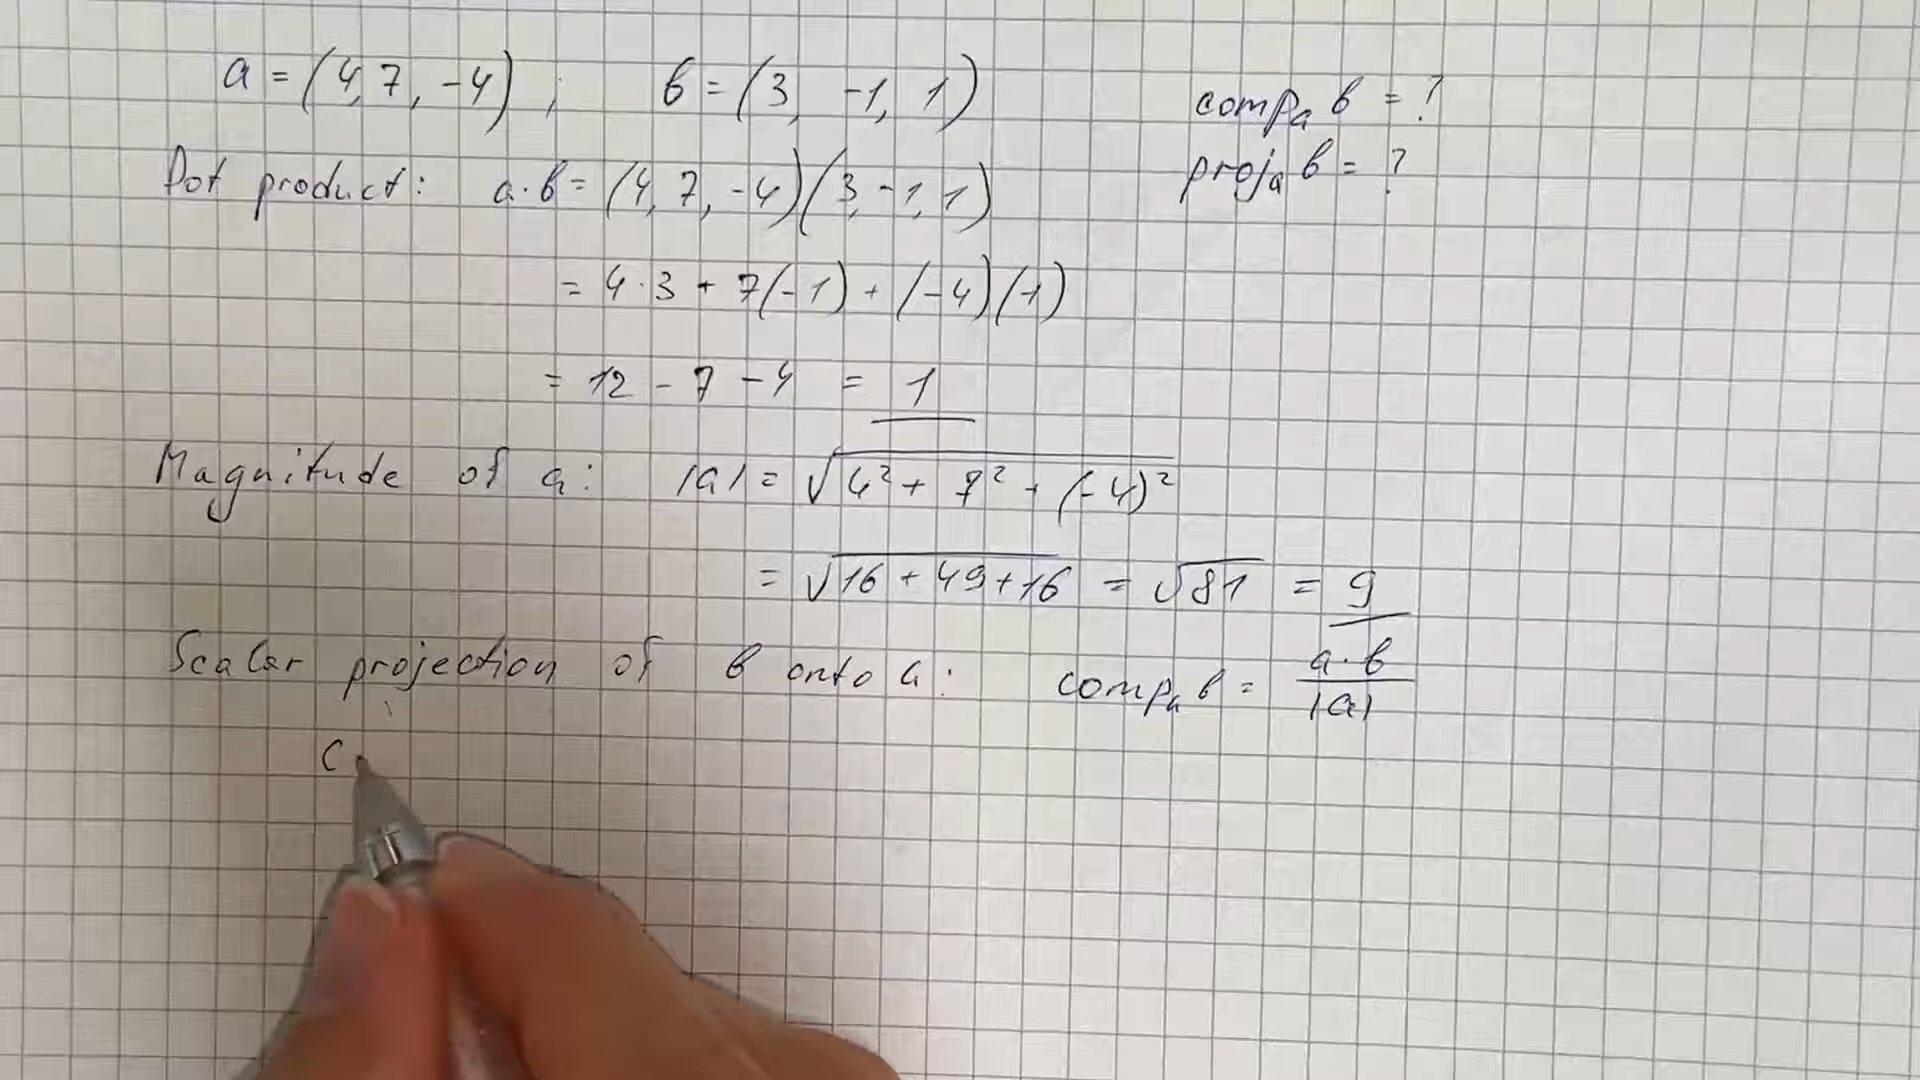 a = (4, 7, -4) ; b = (3, -1, 1) comp_a b = ?
Dot product: a·b = (4, 7, -4)(3, -1, 1) proj_a b = ?
= 4·3 + 7(-1) + (-4)(1)
= 12 - 7 - 4 = 1
Magnitude of a: |a| = √(4² + 7² + (-4)²)
= √(16 + 49 + 16) = √81 = 9
Scalar projection of b onto a: comp_a b = a·b / |a|
C